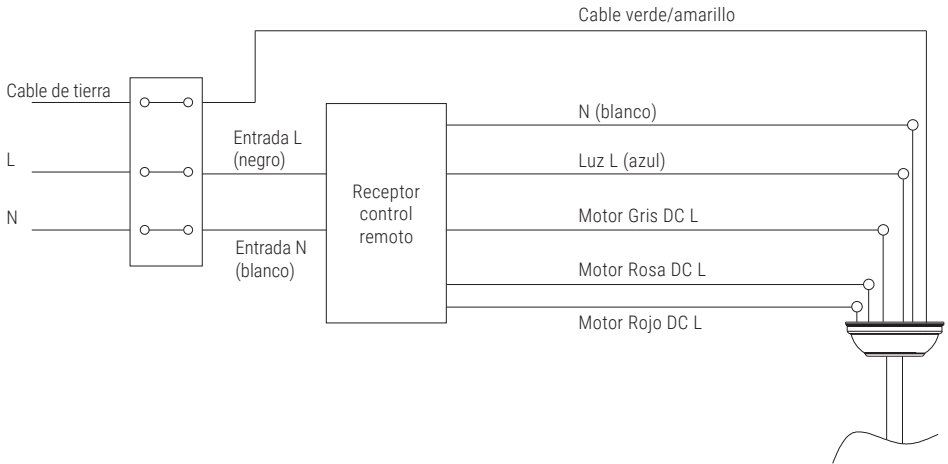 Cable verde/amarillo
Cable de tierra
N (blanco)
Entrada L
(negro)
L
Luz L (azul)
Receptor
control
remoto
N
Motor Gris DC L
Entrada N
(blanco)
Motor Rosa DC L
Motor Rojo DC L